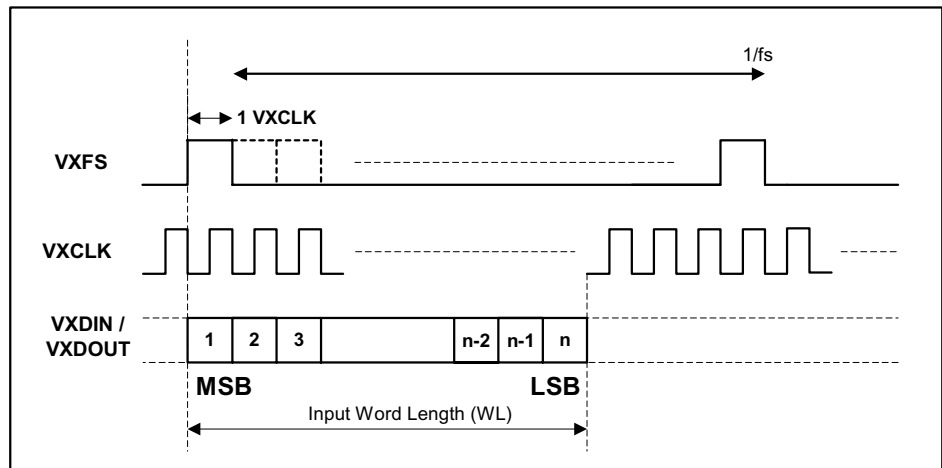 1/fs
1 VXCLK
VXFS
VXCLK
VXDIN /
VXDOUT
1 2 3 n-2 n-1 n
MSB LSB
Input Word Length (WL)